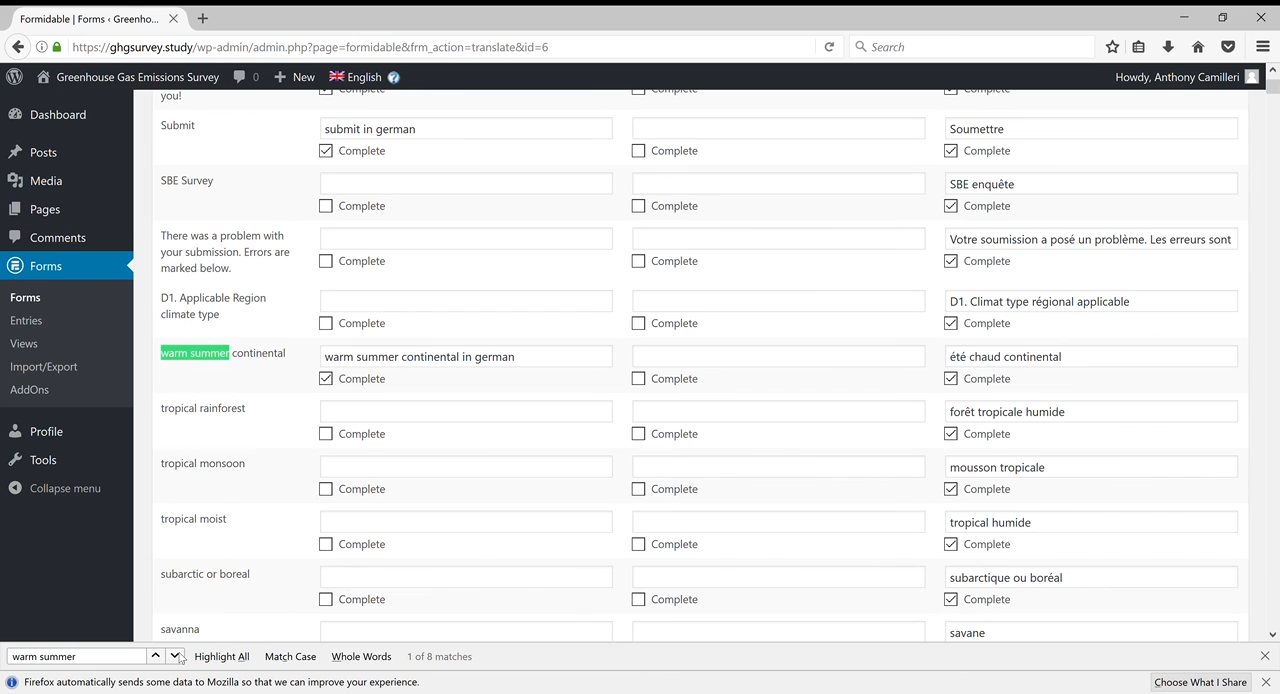 Formidable | Forms ‹ Greenho...
https://ghgsurvey.study/wp-admin/admin.php?page=formidable&frm_action=translate&id=6
Search
Greenhouse Gas Emissions Survey 0 New English ?
Howdy, Anthony Camilleri
Dashboard
Posts
Media
Pages
Comments
Forms
Forms
Entries
Views
Import/Export
AddOns
Profile
Tools
Collapse menu
you!
Complete Complete Complete
Submit
submit in german
Soumettre
Complete Complete Complete
SBE Survey
SBE enquête
Complete Complete Complete
There was a problem with
your submission. Errors are
marked below.
Votre soumission a posé un problème. Les erreurs sont
Complete Complete Complete
D1. Applicable Region
climate type
D1. Climat type régional applicable
Complete Complete Complete
warm summer continental
warm summer continental in german
été chaud continental
Complete Complete Complete
tropical rainforest
forêt tropicale humide
Complete Complete Complete
tropical monsoon
mousson tropicale
Complete Complete Complete
tropical moist
tropical humide
Complete Complete Complete
subarctic or boreal
subarctique ou boréal
Complete Complete Complete
savanna
savane
warm summer
Highlight All Match Case Whole Words 1 of 8 matches
Firefox automatically sends some data to Mozilla so that we can improve your experience.
Choose What I Share